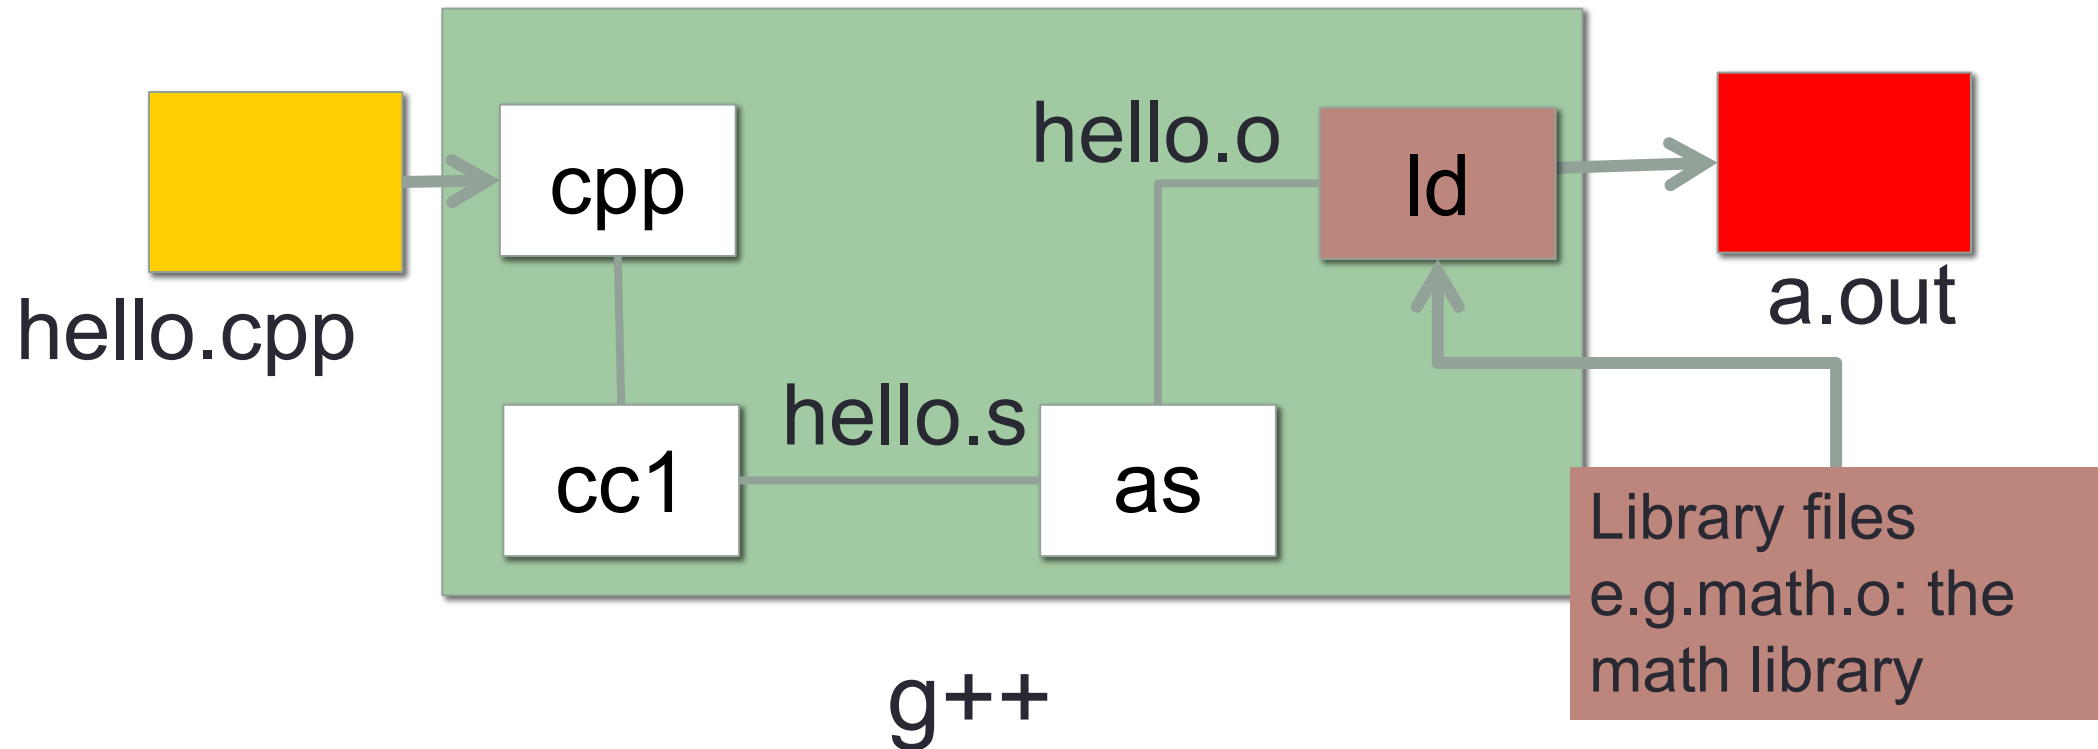 hello.cpp
cpp
cc1
hello.s
as
hello.o
ld
a.out
Library files
e.g.math.o: the
math library
g++